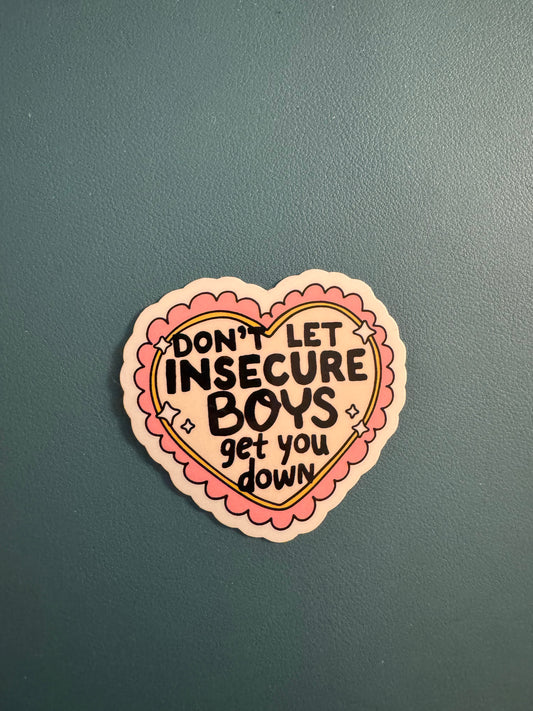 DON'T LET
INSECURE
BOYS
get you
down